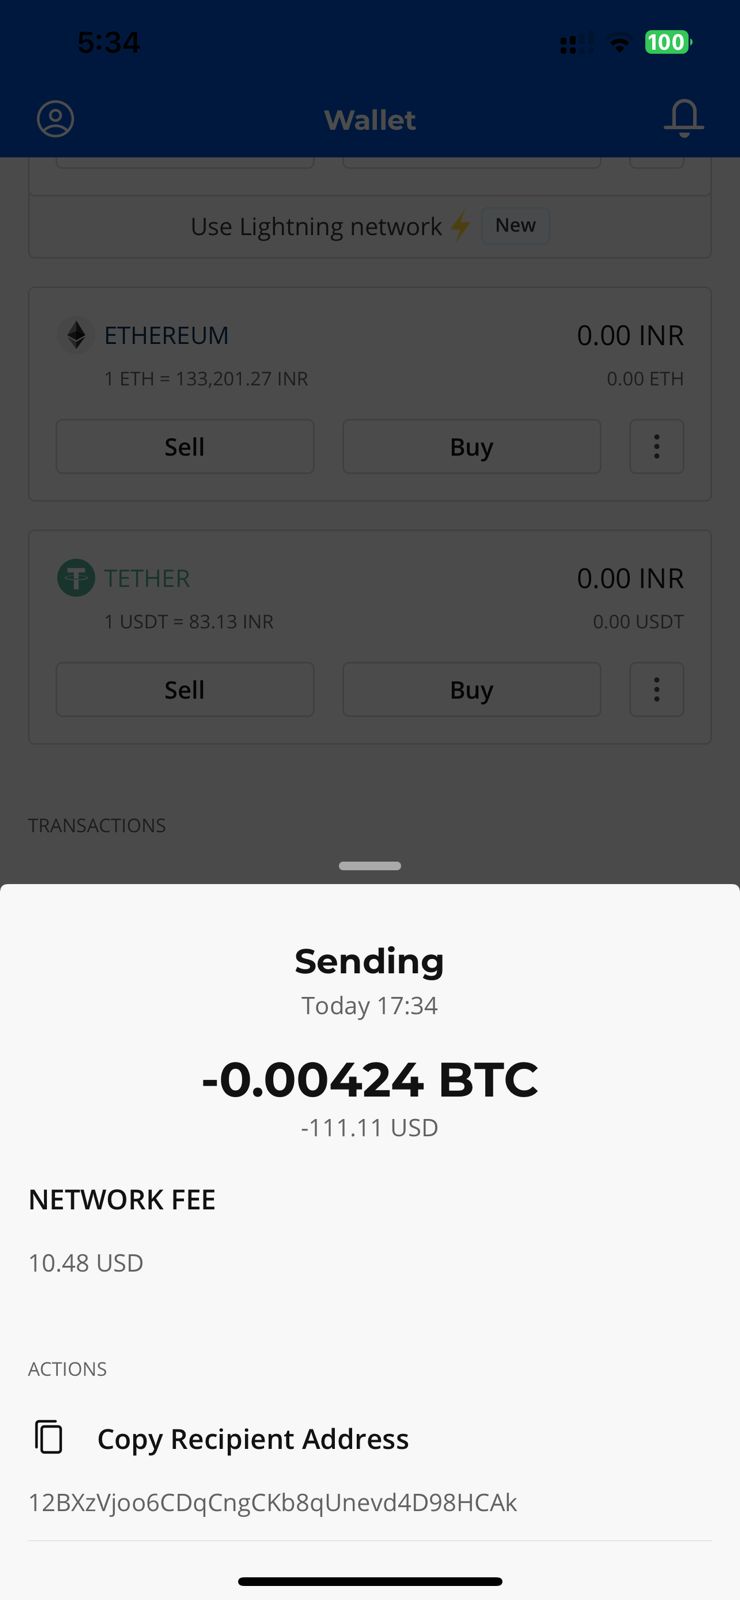 5:34
100
Wallet
Use Lightning network⚡ New
ETHEREUM 0.00 INR
1 ETH = 133,201.27 INR 0.00 ETH
Sell Buy
TETHER 0.00 INR
1 USDT = 83.13 INR 0.00 USDT
Sell Buy
TRANSACTIONS
Sending
Today 17:34
-0.00424 BTC
-111.11 USD
NETWORK FEE
10.48 USD
ACTIONS
Copy Recipient Address
12BXzVjoo6CDqCngCKb8qUnevd4D98HCAk